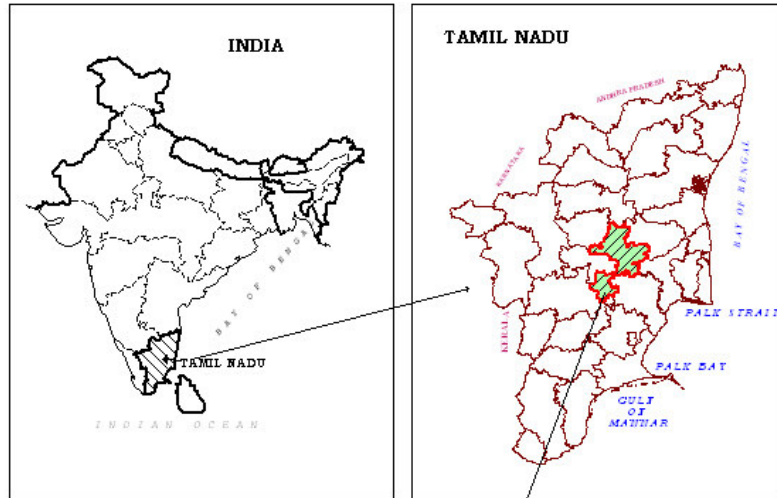 INDIA
BAY OF BENGAL
TAMIL NADU
INDIAN OCEAN
TAMIL NADU
ANDHRA PRADESH
KARNATAKA
BAY OF BENGAL
KERALA
PALK STRAIT
PALK BAY
GULF
OF
MANNAR